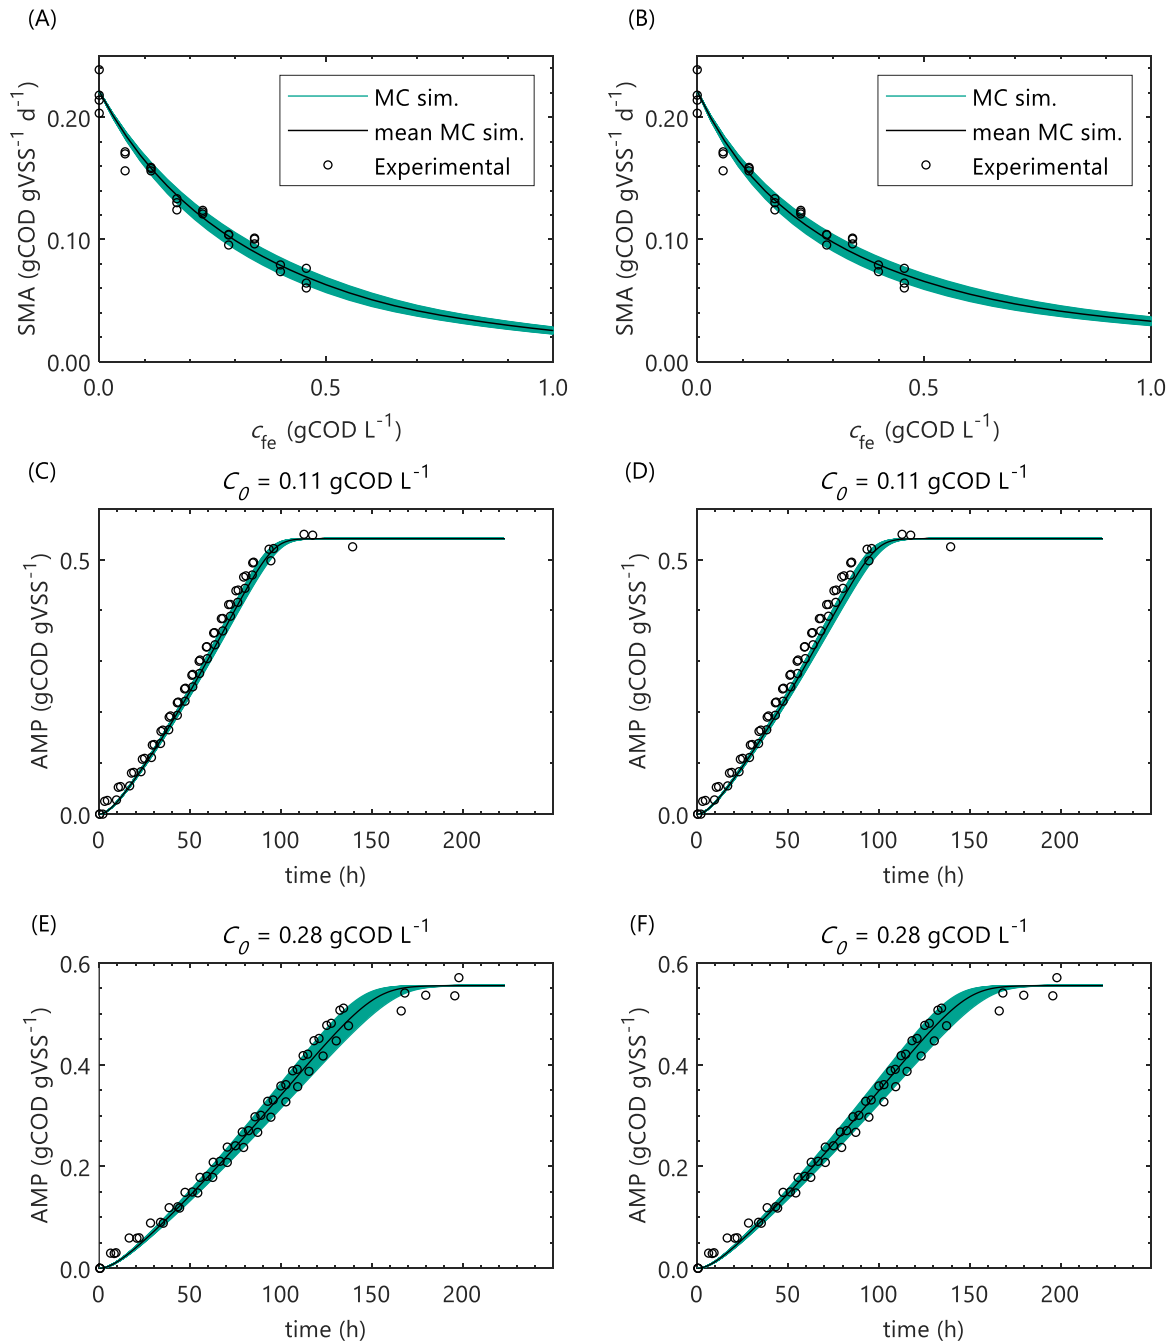 (A)
(B)
SMA (gCOD gVSS⁻¹ d⁻¹)
0.20
0.10
0.00
MC sim.
mean MC sim.
Experimental
0.0 0.5 1.0
c_fe (gCOD L⁻¹)
SMA (gCOD gVSS⁻¹ d⁻¹)
0.20
0.10
0.00
MC sim.
mean MC sim.
Experimental
0.0 0.5 1.0
c_fe (gCOD L⁻¹)
(C)
C₀ = 0.11 gCOD L⁻¹
AMP (gCOD gVSS⁻¹)
0.5
0.0
0 50 100 150 200
time (h)
(D)
C₀ = 0.11 gCOD L⁻¹
AMP (gCOD gVSS⁻¹)
0.5
0.0
0 50 100 150 200
time (h)
(E)
C₀ = 0.28 gCOD L⁻¹
AMP (gCOD gVSS⁻¹)
0.6
0.4
0.2
0.0
0 50 100 150 200
time (h)
(F)
C₀ = 0.28 gCOD L⁻¹
AMP (gCOD gVSS⁻¹)
0.6
0.4
0.2
0.0
0 50 100 150 200
time (h)